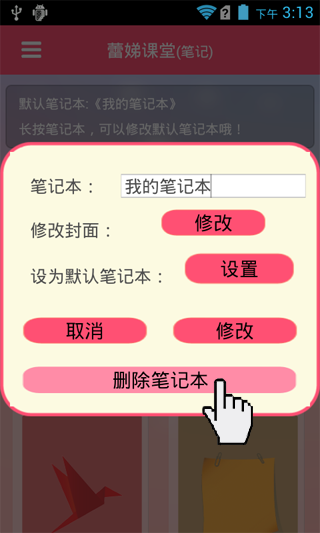 下午 3:13
蕾娣课堂(笔记)
默认笔记本:《我的笔记本》
长按笔记本，可以修改默认笔记本哦！
笔记本： 我的笔记本
修改封面： 修改
设为默认笔记本： 设置
取消 修改
删除笔记本